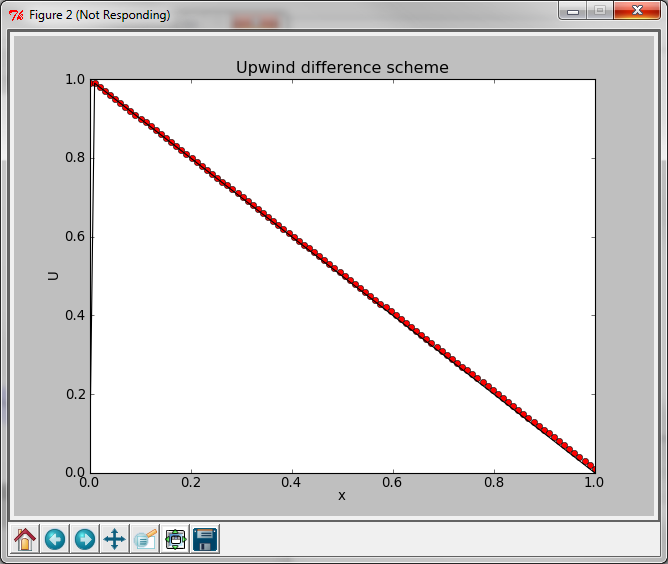 Figure 2 (Not Responding)
Upwind difference scheme
1.0
0.8
0.6
0.4
0.2
0.0
U
0.0 0.2 0.4 0.6 0.8 1.0
x